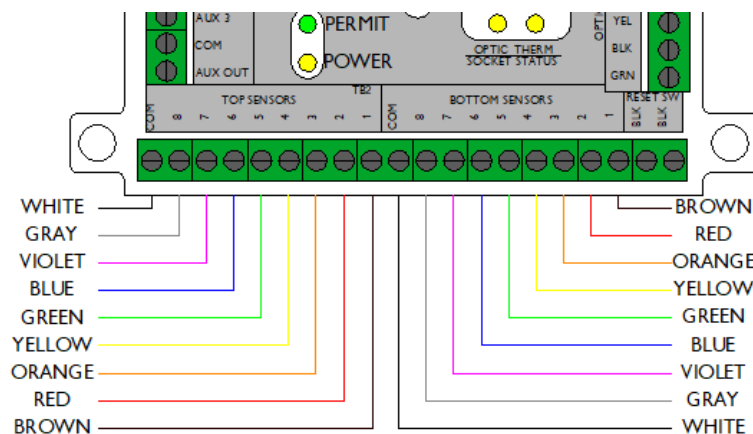 AUX 3
COM
AUX OUT
PERMIT
POWER
OPTIC THERM
SOCKET STATUS
YEL
BLK
GRN
TB2
TOP SENSORS
BOTTOM SENSORS
RESET SW
COM 8 7 6 5 4 3 2 1 COM 8 7 6 5 4 3 2 1 BLK BLK
WHITE
GRAY
VIOLET
BLUE
GREEN
YELLOW
ORANGE
RED
BROWN
BROWN
RED
ORANGE
YELLOW
GREEN
BLUE
VIOLET
GRAY
WHITE